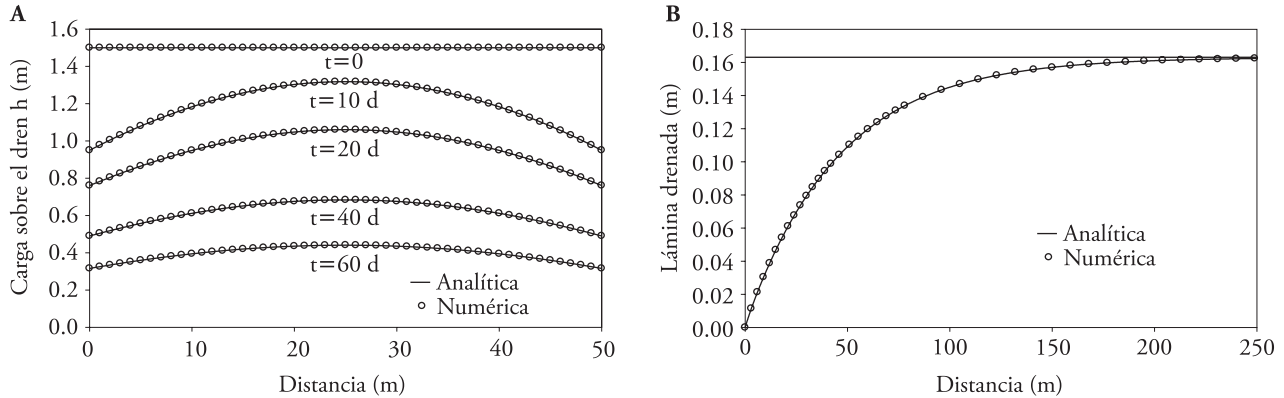 A
Carga sobre el dren h (m)
1.6
1.4
1.2
1.0
0.8
0.6
0.4
0.2
0.0
t=0
t=10 d
t=20 d
t=40 d
t=60 d
Analítica
Numérica
0 10 20 30 40 50
Distancia (m)
B
Lámina drenada (m)
0.18
0.16
0.14
0.12
0.10
0.08
0.06
0.04
0.02
0.00
Analítica
Numérica
0 50 100 150 200 250
Distancia (m)